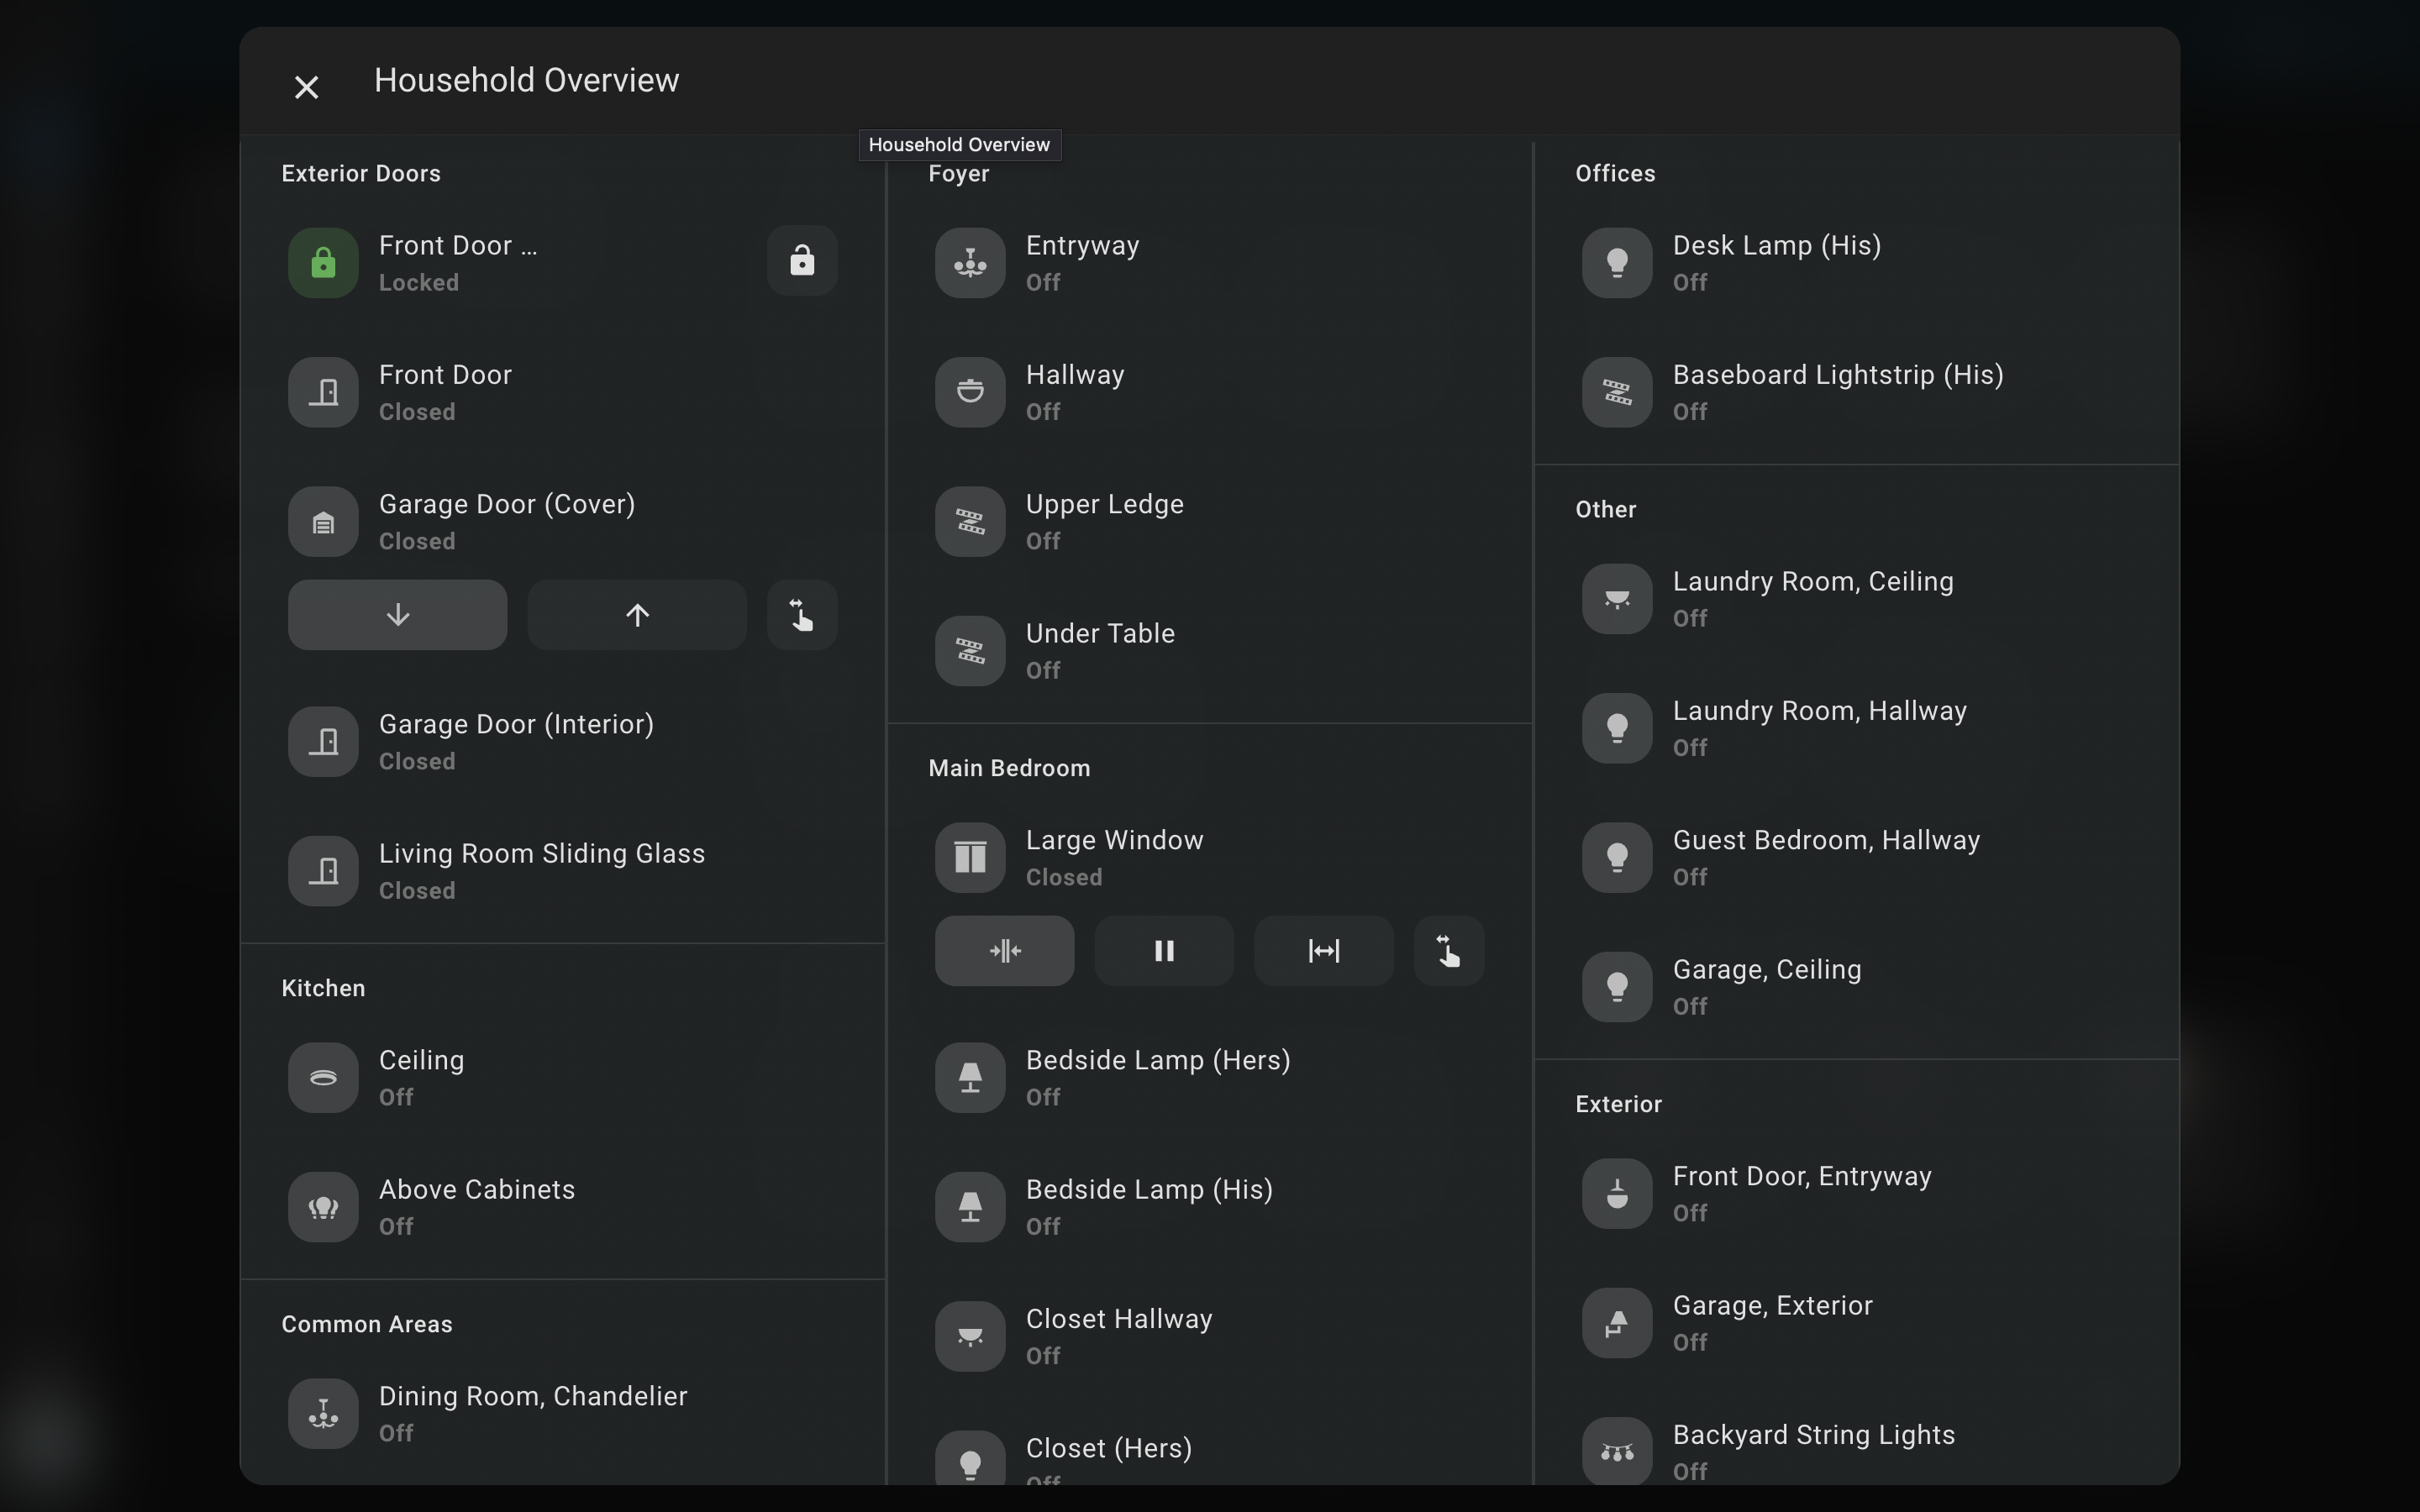 Household Overview
Household Overview
Exterior Doors
Front Door ...
Locked
Front Door
Closed
Garage Door (Cover)
Closed
Garage Door (Interior)
Closed
Living Room Sliding Glass
Closed
Kitchen
Ceiling
Off
Above Cabinets
Off
Common Areas
Dining Room, Chandelier
Off
Foyer
Entryway
Off
Hallway
Off
Upper Ledge
Off
Under Table
Off
Main Bedroom
Large Window
Closed
Bedside Lamp (Hers)
Off
Bedside Lamp (His)
Off
Closet Hallway
Off
Closet (Hers)
Off
Offices
Desk Lamp (His)
Off
Baseboard Lightstrip (His)
Off
Other
Laundry Room, Ceiling
Off
Laundry Room, Hallway
Off
Guest Bedroom, Hallway
Off
Garage, Ceiling
Off
Exterior
Front Door, Entryway
Off
Garage, Exterior
Off
Backyard String Lights
Off